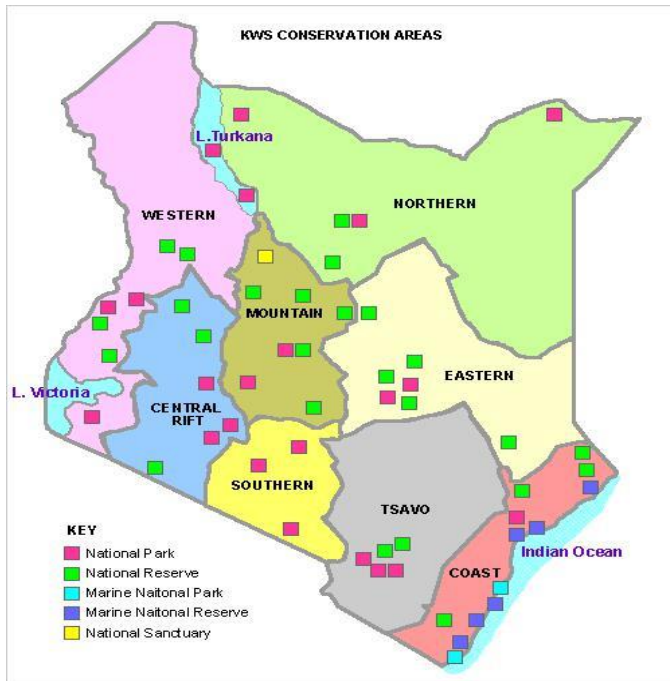 KWS CONSERVATION AREAS
L.Turkana
WESTERN
NORTHERN
MOUNTAIN
EASTERN
L. Victoria
CENTRAL
RIFT
SOUTHERN
TSAVO
COAST
Indian Ocean
KEY
National Park
National Reserve
Marine Naitonal Park
Marine Naitonal Reserve
National Sanctuary